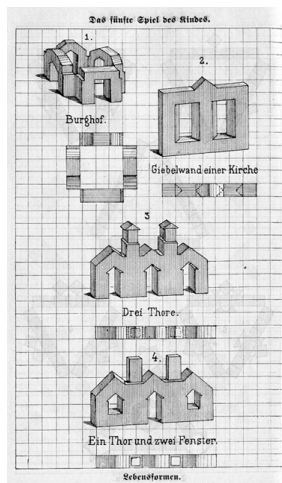 Das fünfte Spiel des Kindes.
1.
Burghof.
2.
Giebelwand einer Kirche
3
Drei Thore.
4.
Ein Thor und zwei Fenster.
Lebensformen.